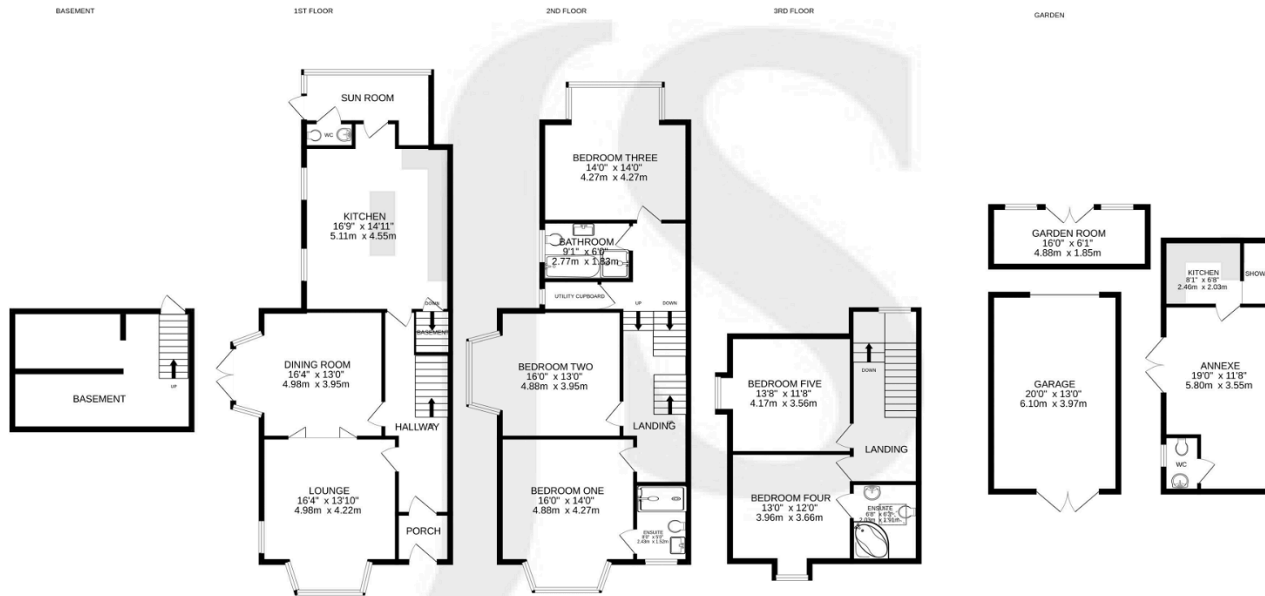 BASEMENT
1ST FLOOR
2ND FLOOR
3RD FLOOR
GARDEN
BASEMENT
UP
SUN ROOM
WC
KITCHEN
16'9" x 14'11"
5.11m x 4.55m
DOWN
BASEMENT
DINING ROOM
16'4" x 13'0"
4.98m x 3.95m
HALLWAY
LOUNGE
16'4" x 13'10"
4.98m x 4.22m
PORCH
BEDROOM THREE
14'0" x 14'0"
4.27m x 4.27m
BATHROOM
9'1" x 6'0"
2.77m x 1.83m
UTILITY CUPBOARD
UP
DOWN
BEDROOM TWO
16'0" x 13'0"
4.88m x 3.95m
LANDING
BEDROOM ONE
16'0" x 14'0"
4.88m x 4.27m
ENSUITE
DOWN
BEDROOM FIVE
13'8" x 11'8"
4.17m x 3.56m
LANDING
BEDROOM FOUR
13'0" x 12'0"
3.96m x 3.66m
ENSUITE
GARDEN ROOM
16'0" x 6'1"
4.88m x 1.85m
GARAGE
20'0" x 13'0"
6.10m x 3.97m
KITCHEN
8'1" x 6'8"
2.46m x 2.03m
SHOW
ANNEXE
19'0" x 11'8"
5.80m x 3.55m
WC